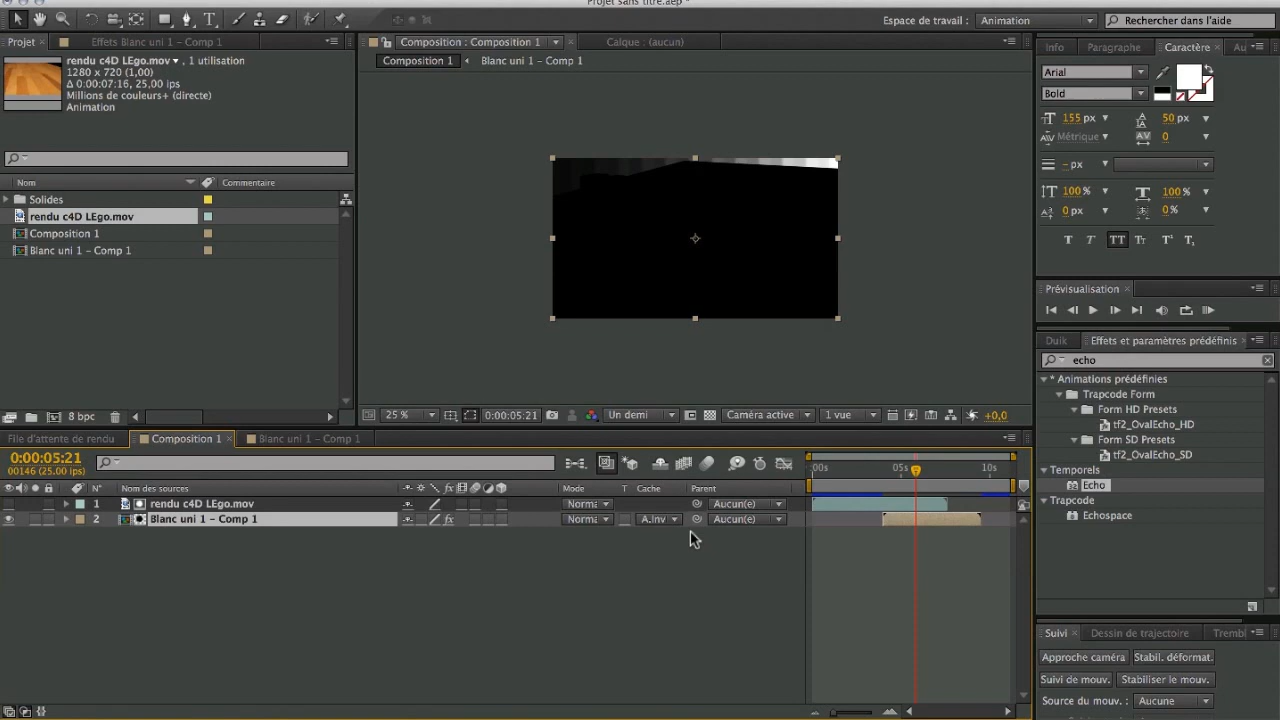 Projet sans titre.aep *
Espace de travail : Animation
Rechercher dans l'aide
Projet
Effets Blanc uni 1 – Comp 1
Composition : Composition 1
Calque : (aucun)
Info
Paragraphe
Caractère
Au
rendu c4D LEgo.mov , 1 utilisation
1280 x 720 (1,00)
Δ 0:00:07:16, 25,00 ips
Millions de couleurs+ (directe)
Animation
Composition 1
Blanc uni 1 – Comp 1
Arial
Bold
155 px
50 px
Métrique
0
– px
100 %
100 %
0 px
0 %
T T TT Tt T¹ T₁
Nom
Commentaire
Solides
rendu c4D LEgo.mov
Composition 1
Blanc uni 1 – Comp 1
Prévisualisation
Duik
Effets et paramètres prédéfinis
echo
* Animations prédéfinies
Trapcode Form
Form HD Presets
tf2_OvalEcho_HD
Form SD Presets
tf2_OvalEcho_SD
Temporels
Echo
Trapcode
Echospace
8 bpc
25 %
0:00:05:21
Un demi
Caméra active
1 vue
+0,0
File d'attente de rendu
Composition 1
Blanc uni 1 – Comp 1
0:00:05:21
00146 (25.00 ips)
:00s
05s
10s
N°
Nom des sources
Mode
T
Cache
Parent
1
rendu c4D LEgo.mov
Norma
Aucun(e)
2
Blanc uni 1 – Comp 1
Norma
A.Inv
Aucun(e)
Suivi
Dessin de trajectoire
Trembl
Approche caméra
Stabil. déformat.
Suivi de mouv.
Stabiliser le mouv.
Source du mouv. :
Aucune